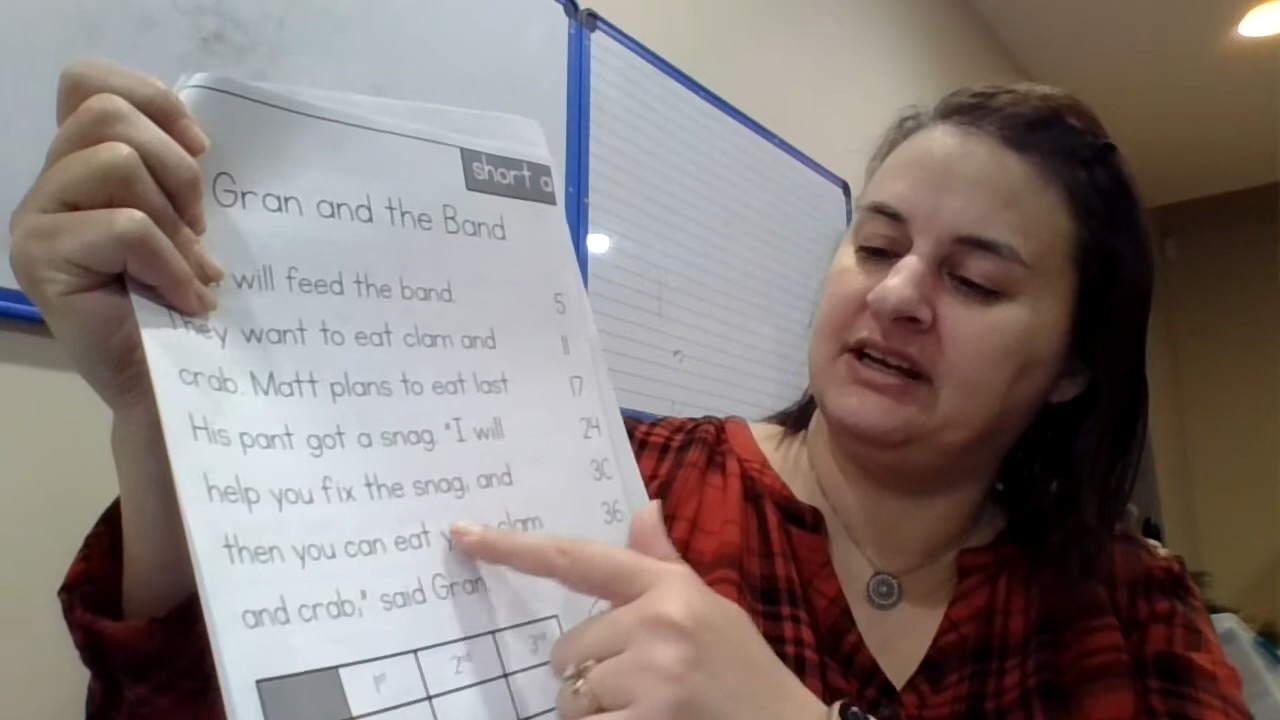 short a
Gran and the Band
will feed the band. 5
They want to eat clam and 11
crab. Matt plans to eat last 17
His pant got a snag. "I will 24
help you fix the snag, and 30
then you can eat clam 36
and crab," said Gran.
1st 2nd 3rd